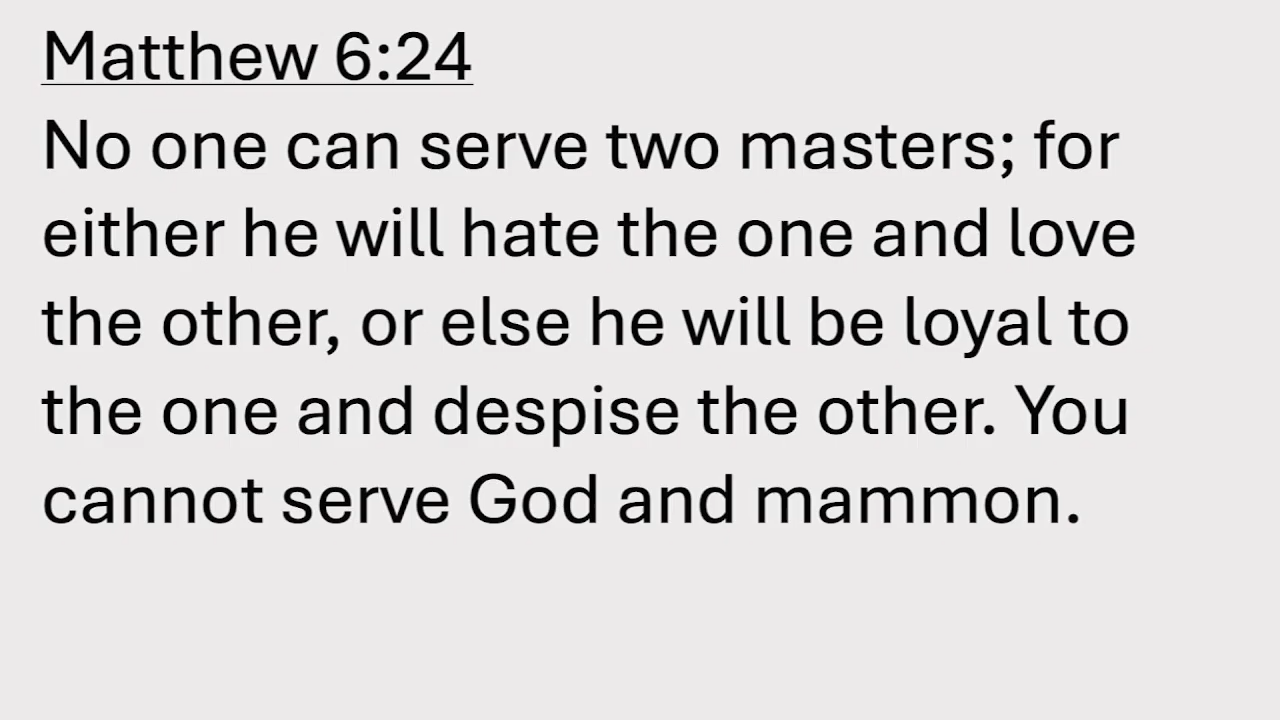 Matthew 6:24
No one can serve two masters; for
either he will hate the one and love
the other, or else he will be loyal to
the one and despise the other. You
cannot serve God and mammon.